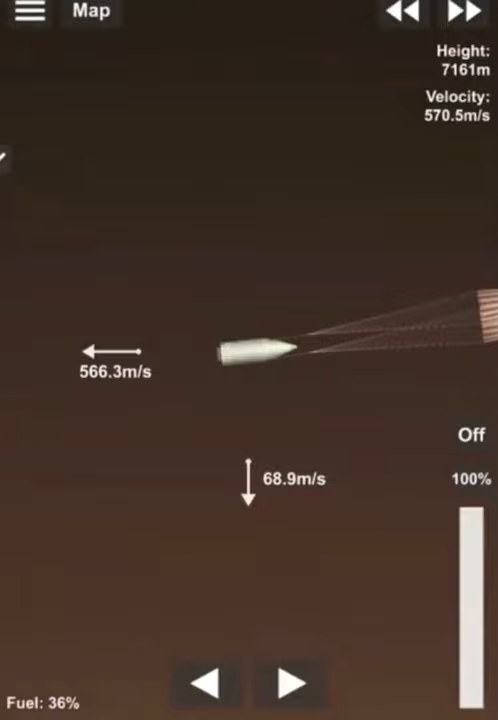 Map
Height:
7161m
Velocity:
570.5m/s
566.3m/s
Off
100%
68.9m/s
Fuel: 36%